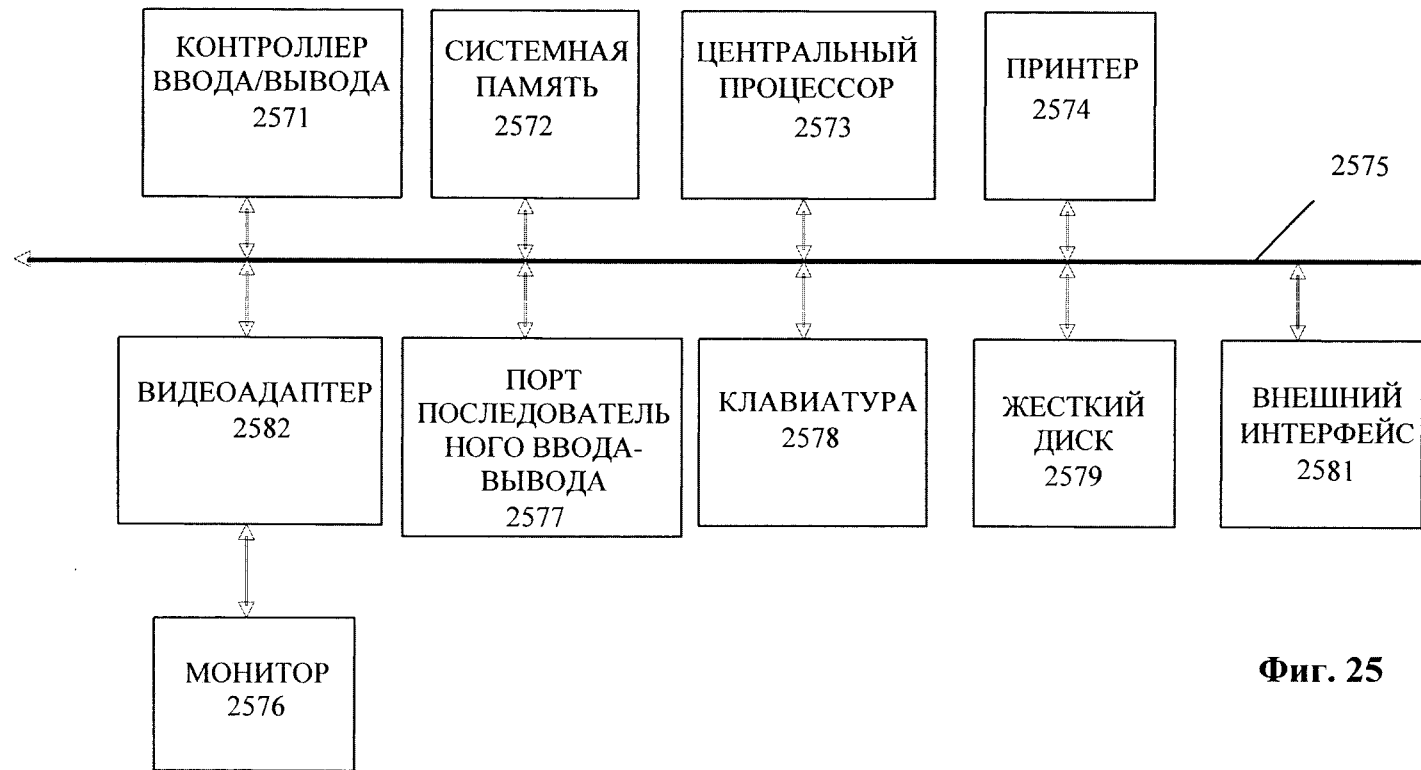 КОНТРОЛЛЕР
ВВОДА/ВЫВОДА
2571
СИСТЕМНАЯ
ПАМЯТЬ
2572
ЦЕНТРАЛЬНЫЙ
ПРОЦЕССОР
2573
ПРИНТЕР
2574
2575
ВИДЕОАДАПТЕР
2582
ПОРТ
ПОСЛЕДОВАТЕЛЬ
НОГО ВВОДА-
ВЫВОДА
2577
КЛАВИАТУРА
2578
ЖЕСТКИЙ
ДИСК
2579
ВНЕШНИЙ
ИНТЕРФЕЙС
2581
МОНИТОР
2576
Фиг. 25